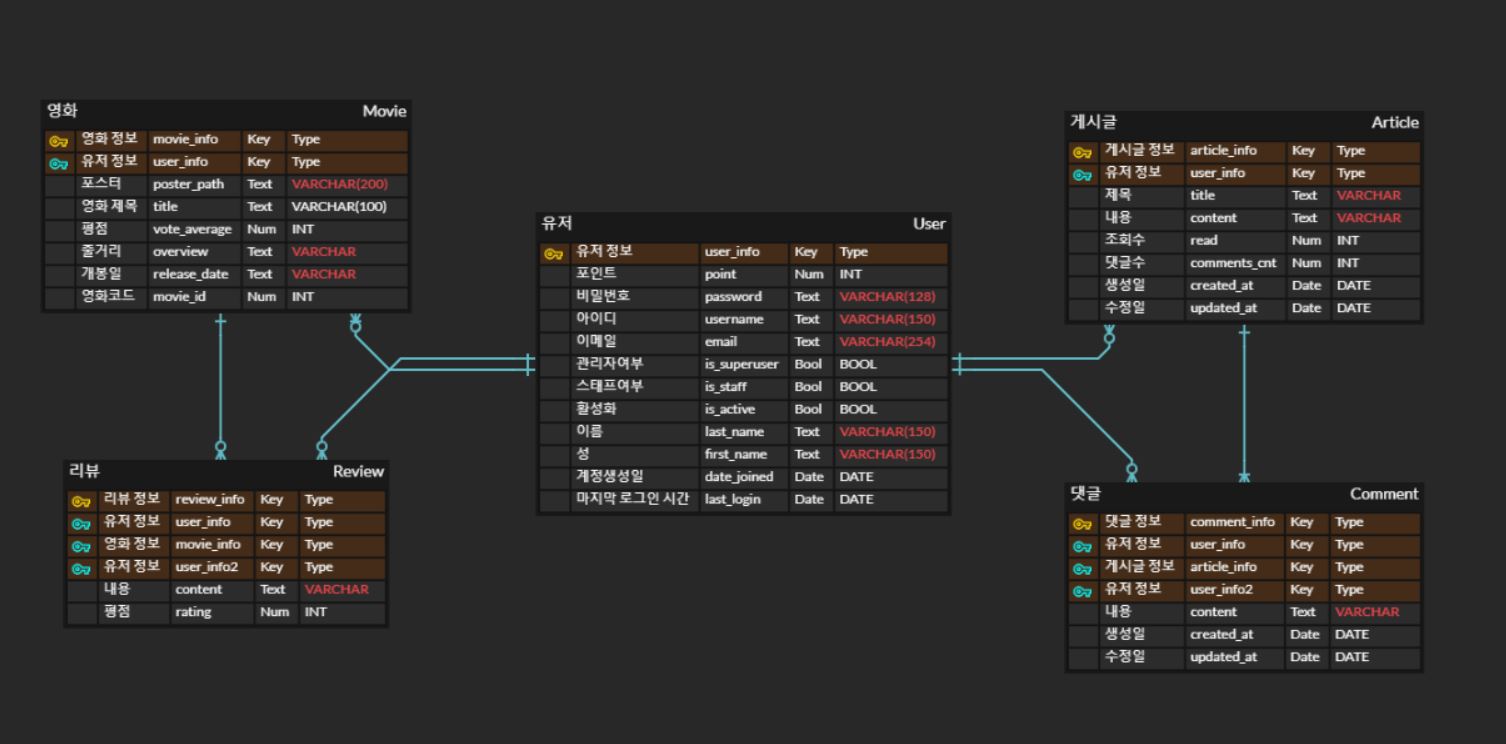 영화 Movie
영화 정보 movie_info Key Type
유저 정보 user_info Key Type
포스터 poster_path Text VARCHAR(200)
영화 제목 title Text VARCHAR(100)
평점 vote_average Num INT
줄거리 overview Text VARCHAR
개봉일 release_date Text VARCHAR
영화코드 movie_id Num INT
리뷰 Review
리뷰 정보 review_info Key Type
유저 정보 user_info Key Type
영화 정보 movie_info Key Type
유저 정보 user_info2 Key Type
내용 content Text VARCHAR
평점 rating Num INT
유저 User
유저 정보 user_info Key Type
포인트 point Num INT
비밀번호 password Text VARCHAR(128)
아이디 username Text VARCHAR(150)
이메일 email Text VARCHAR(254)
관리자여부 is_superuser Bool BOOL
스태프여부 is_staff Bool BOOL
활성화 is_active Bool BOOL
이름 last_name Text VARCHAR(150)
성 first_name Text VARCHAR(150)
계정생성일 date_joined Date DATE
마지막 로그인 시간 last_login Date DATE
게시글 Article
게시글 정보 article_info Key Type
유저 정보 user_info Key Type
제목 title Text VARCHAR
내용 content Text VARCHAR
조회수 read Num INT
댓글수 comments_cnt Num INT
생성일 created_at Date DATE
수정일 updated_at Date DATE
댓글 Comment
댓글 정보 comment_info Key Type
유저 정보 user_info Key Type
게시글 정보 article_info Key Type
유저 정보 user_info2 Key Type
내용 content Text VARCHAR
생성일 created_at Date DATE
수정일 updated_at Date DATE